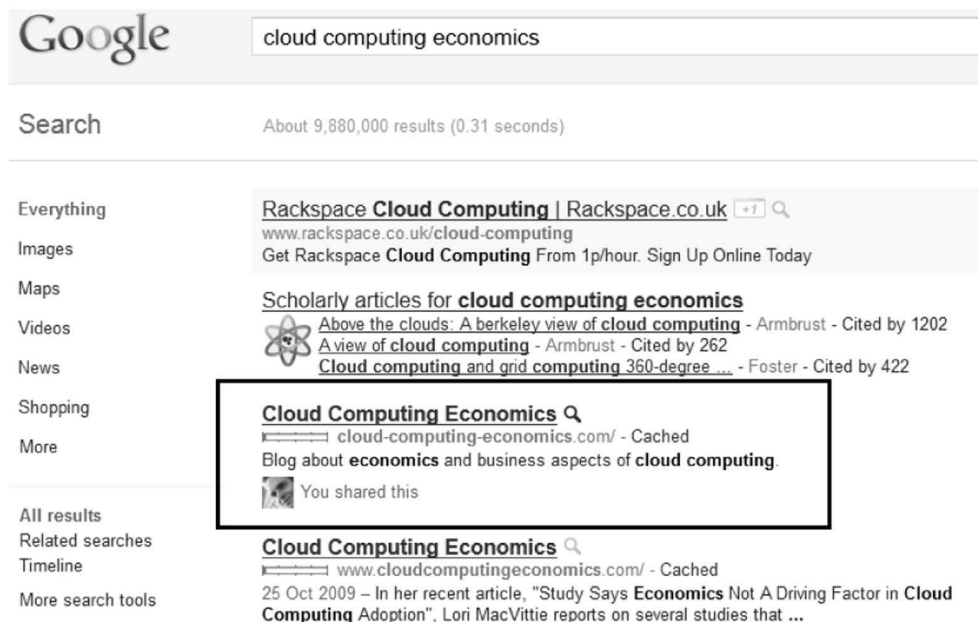 Google
cloud computing economics
Search
About 9,880,000 results (0.31 seconds)
Everything
Images
Maps
Videos
News
Shopping
More
All results
Related searches
Timeline
More search tools
Rackspace Cloud Computing | Rackspace.co.uk +1
www.rackspace.co.uk/cloud-computing
Get Rackspace Cloud Computing From 1p/hour. Sign Up Online Today
Scholarly articles for cloud computing economics
Above the clouds: A berkeley view of cloud computing - Armbrust - Cited by 1202
A view of cloud computing - Armbrust - Cited by 262
Cloud computing and grid computing 360-degree ... - Foster - Cited by 422
Cloud Computing Economics
cloud-computing-economics.com/ - Cached
Blog about economics and business aspects of cloud computing.
You shared this
Cloud Computing Economics
www.cloudcomputingeconomics.com/ - Cached
25 Oct 2009 – In her recent article, "Study Says Economics Not A Driving Factor in Cloud
Computing Adoption", Lori MacVittie reports on several studies that ...